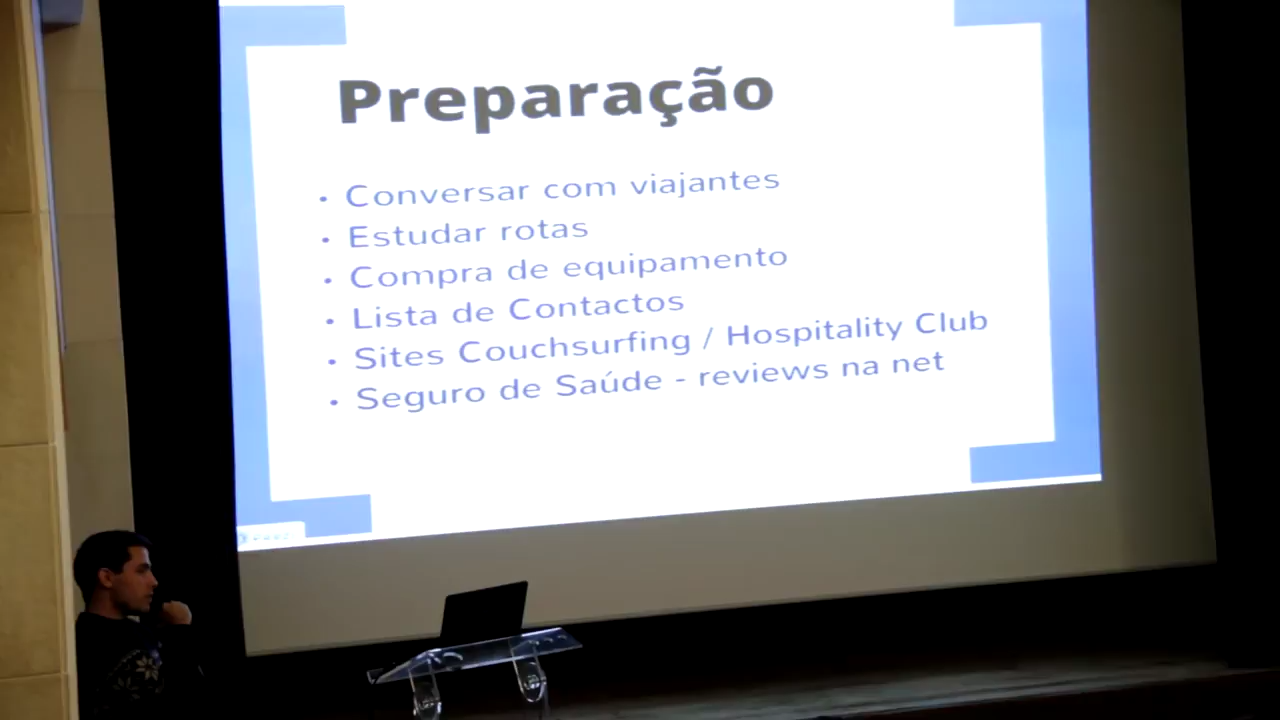 Preparação
• Conversar com viajantes
• Estudar rotas
• Compra de equipamento
• Lista de Contactos
• Sites Couchsurfing / Hospitality Club
• Seguro de Saúde - reviews na net